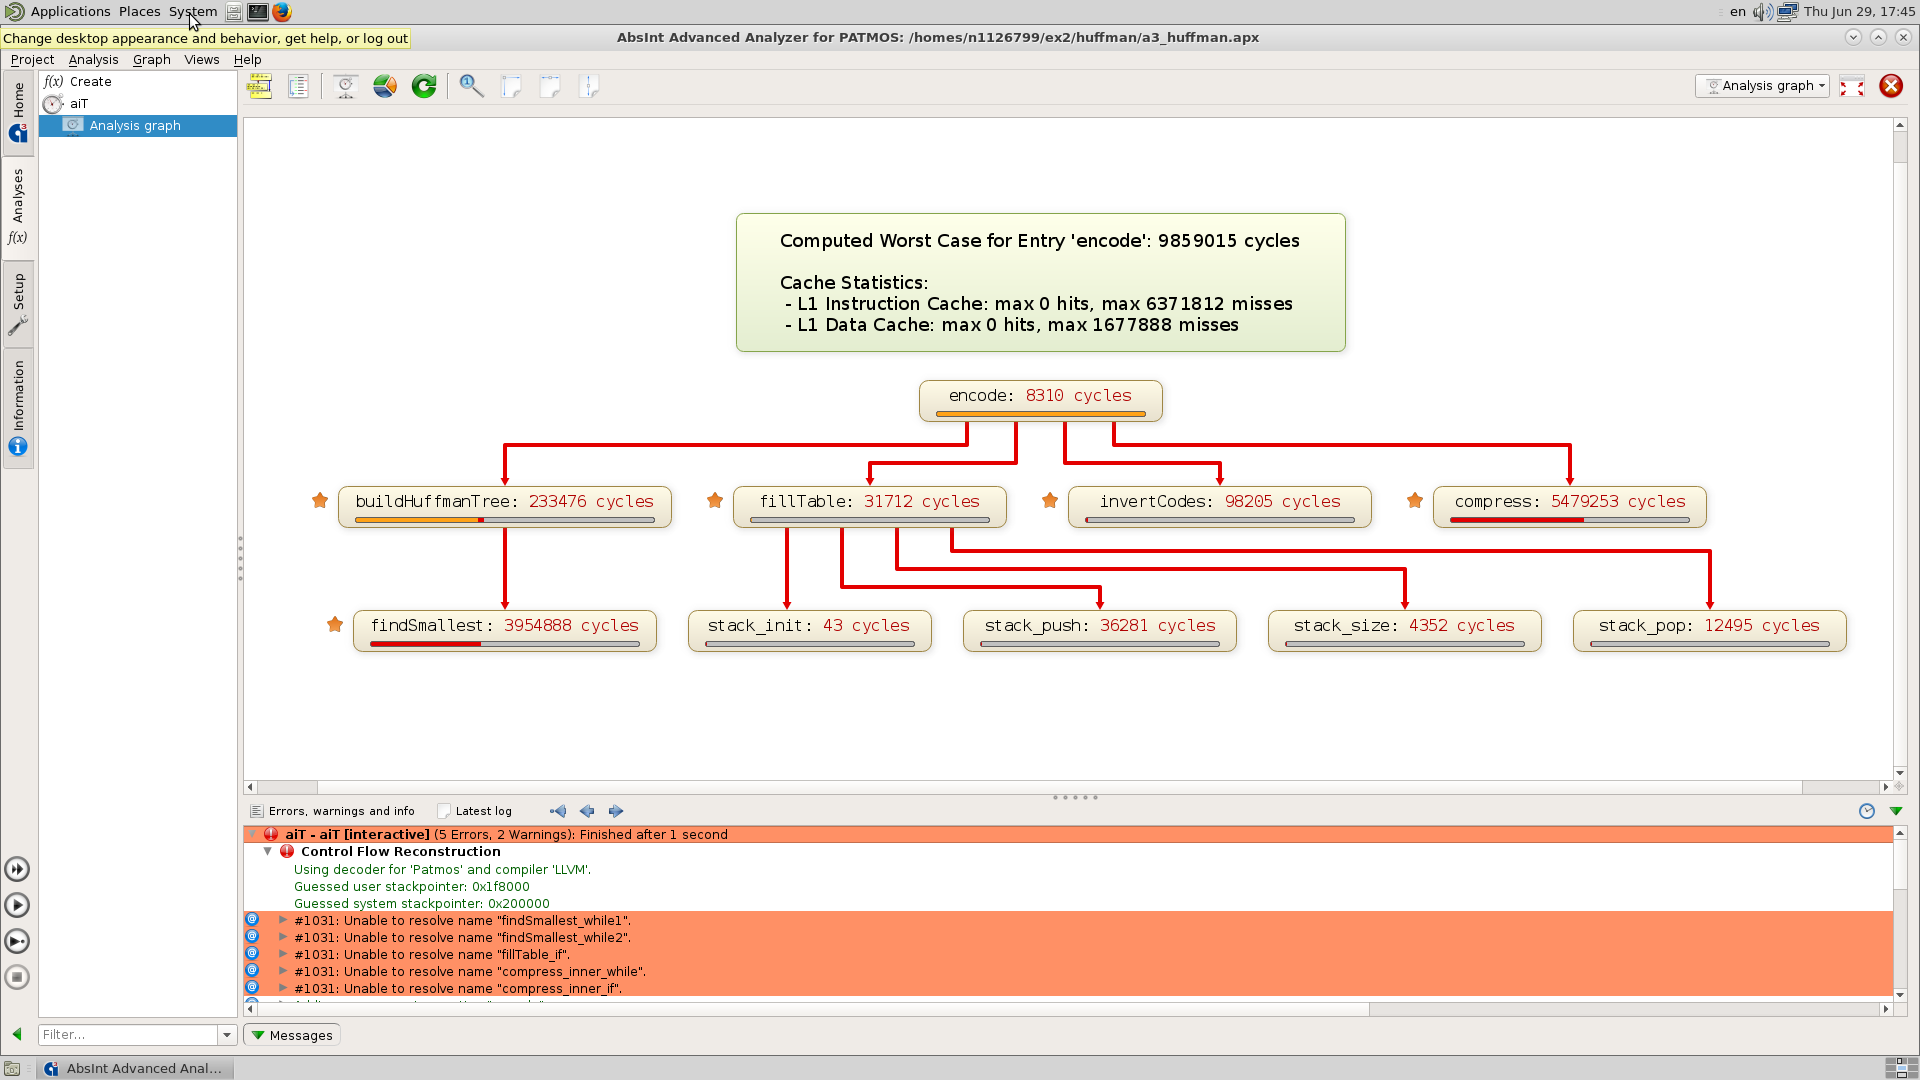 Applications Places System
en Thu Jun 29, 17:45
Change desktop appearance and behavior, get help, or log out
AbsInt Advanced Analyzer for PATMOS: /homes/n1126799/ex2/huffman/a3_huffman.apx
Project Analysis Graph Views Help
Home
Analyses
f(x)
Setup
Information
f(x) Create
aiT
Analysis graph
Analysis graph
Computed Worst Case for Entry 'encode': 9859015 cycles
Cache Statistics:
- L1 Instruction Cache: max 0 hits, max 6371812 misses
- L1 Data Cache: max 0 hits, max 1677888 misses
encode: 8310 cycles
buildHuffmanTree: 233476 cycles
fillTable: 31712 cycles
invertCodes: 98205 cycles
compress: 5479253 cycles
findSmallest: 3954888 cycles
stack_init: 43 cycles
stack_push: 36281 cycles
stack_size: 4352 cycles
stack_pop: 12495 cycles
Errors, warnings and info
Latest log
aiT - aiT [interactive] (5 Errors, 2 Warnings): Finished after 1 second
Control Flow Reconstruction
Using decoder for 'Patmos' and compiler 'LLVM'.
Guessed user stackpointer: 0x1f8000
Guessed system stackpointer: 0x200000
#1031: Unable to resolve name "findSmallest_while1".
#1031: Unable to resolve name "findSmallest_while2".
#1031: Unable to resolve name "fillTable_if".
#1031: Unable to resolve name "compress_inner_while".
#1031: Unable to resolve name "compress_inner_if".
Filter...
Messages
AbsInt Advanced Anal...